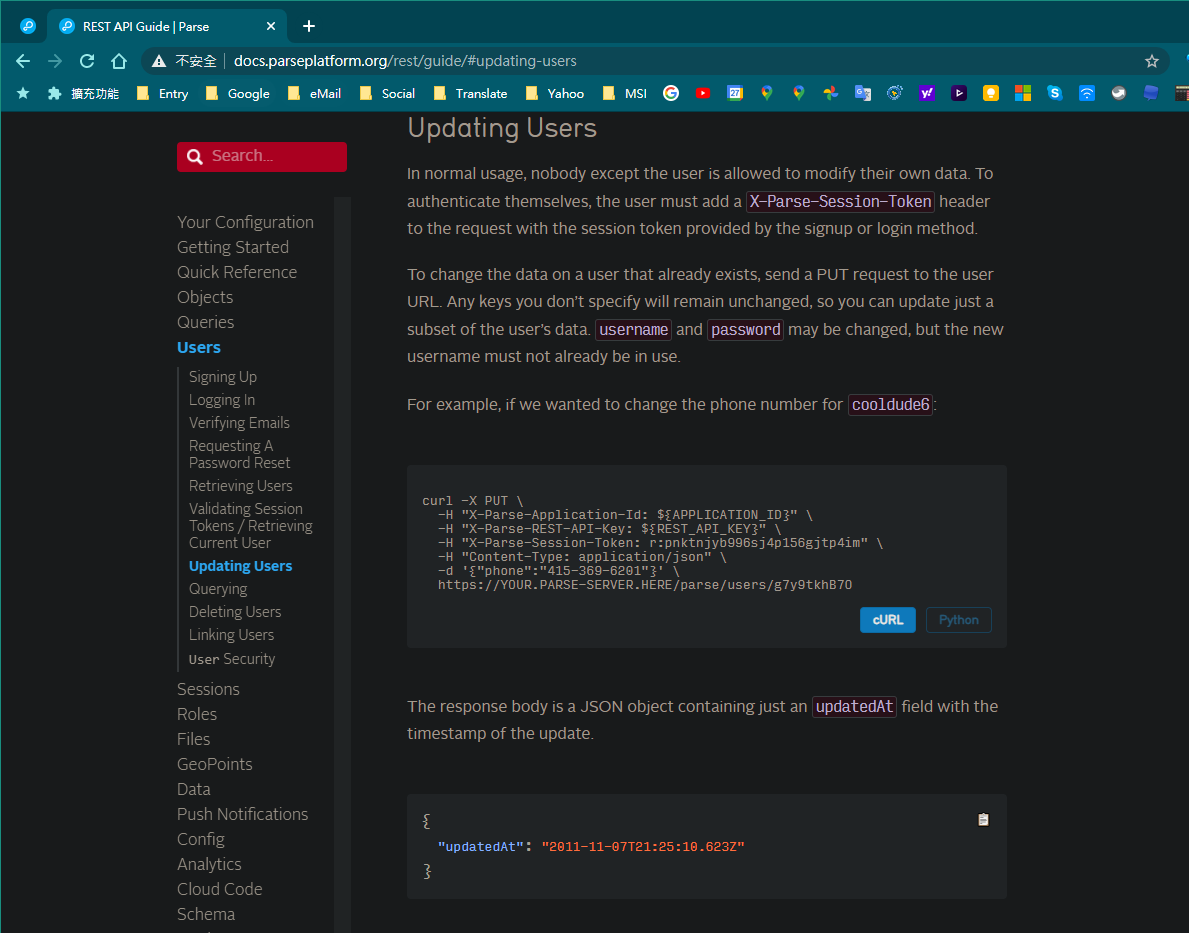 REST API Guide | Parse
不安全
docs.parseplatform.org/rest/guide/#updating-users
擴充功能 Entry Google eMail Social Translate Yahoo MSI
27
Search...
Your Configuration
Getting Started
Quick Reference
Objects
Queries
Users
Signing Up
Logging In
Verifying Emails
Requesting A
Password Reset
Retrieving Users
Validating Session
Tokens / Retrieving
Current User
Updating Users
Querying
Deleting Users
Linking Users
User Security
Sessions
Roles
Files
GeoPoints
Data
Push Notifications
Config
Analytics
Cloud Code
Schema
Updating Users
In normal usage, nobody except the user is allowed to modify their own data. To
authenticate themselves, the user must add a X-Parse-Session-Token header
to the request with the session token provided by the signup or login method.
To change the data on a user that already exists, send a PUT request to the user
URL. Any keys you don't specify will remain unchanged, so you can update just a
subset of the user's data. username and password may be changed, but the new
username must not already be in use.
For example, if we wanted to change the phone number for cooldude6:
curl -X PUT \
-H "X-Parse-Application-Id: ${APPLICATION_ID}" \
-H "X-Parse-REST-API-Key: ${REST_API_KEY}" \
-H "X-Parse-Session-Token: r:pnktnjyb996sj4p156gjtp4im" \
-H "Content-Type: application/json" \
-d '{"phone":"415-369-6201"}' \
https://YOUR.PARSE-SERVER.HERE/parse/users/g7y9tkhB7O
cURL Python
The response body is a JSON object containing just an updatedAt field with the
timestamp of the update.
{
"updatedAt": "2011-11-07T21:25:10.623Z"
}